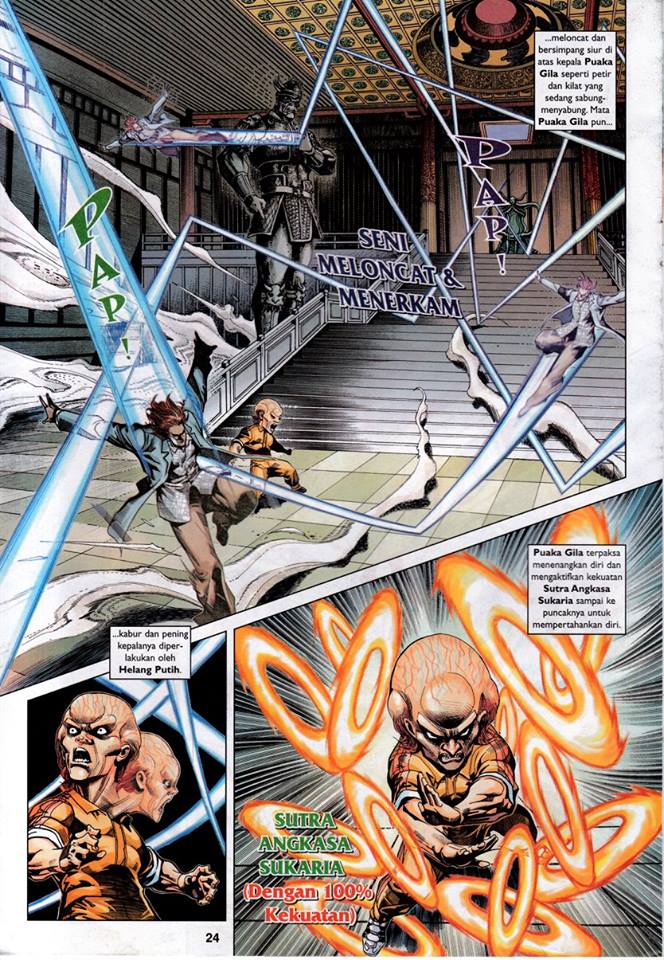 ...meloncat dan
bersimpang siur di
atas kepala Puaka
Gila seperti petir
dan kilat yang
sedang sabung-
menyabung. Mata
Puaka Gila pun...
PAP!
PAP!
SENI
MELONCAT &
MENERKAM
...kabur dan pening
kepalanya diper-
lakukan oleh
Helang Putih.
Puaka Gila terpaksa
menenangkan diri dan
mengaktifkan kekuatan
Sutra Angkasa
Sukaria sampai ke
puncaknya untuk
mempertahankan diri.
SUTRA
ANGKASA
SUKARIA
(Dengan 100%
Kekuatan)
24